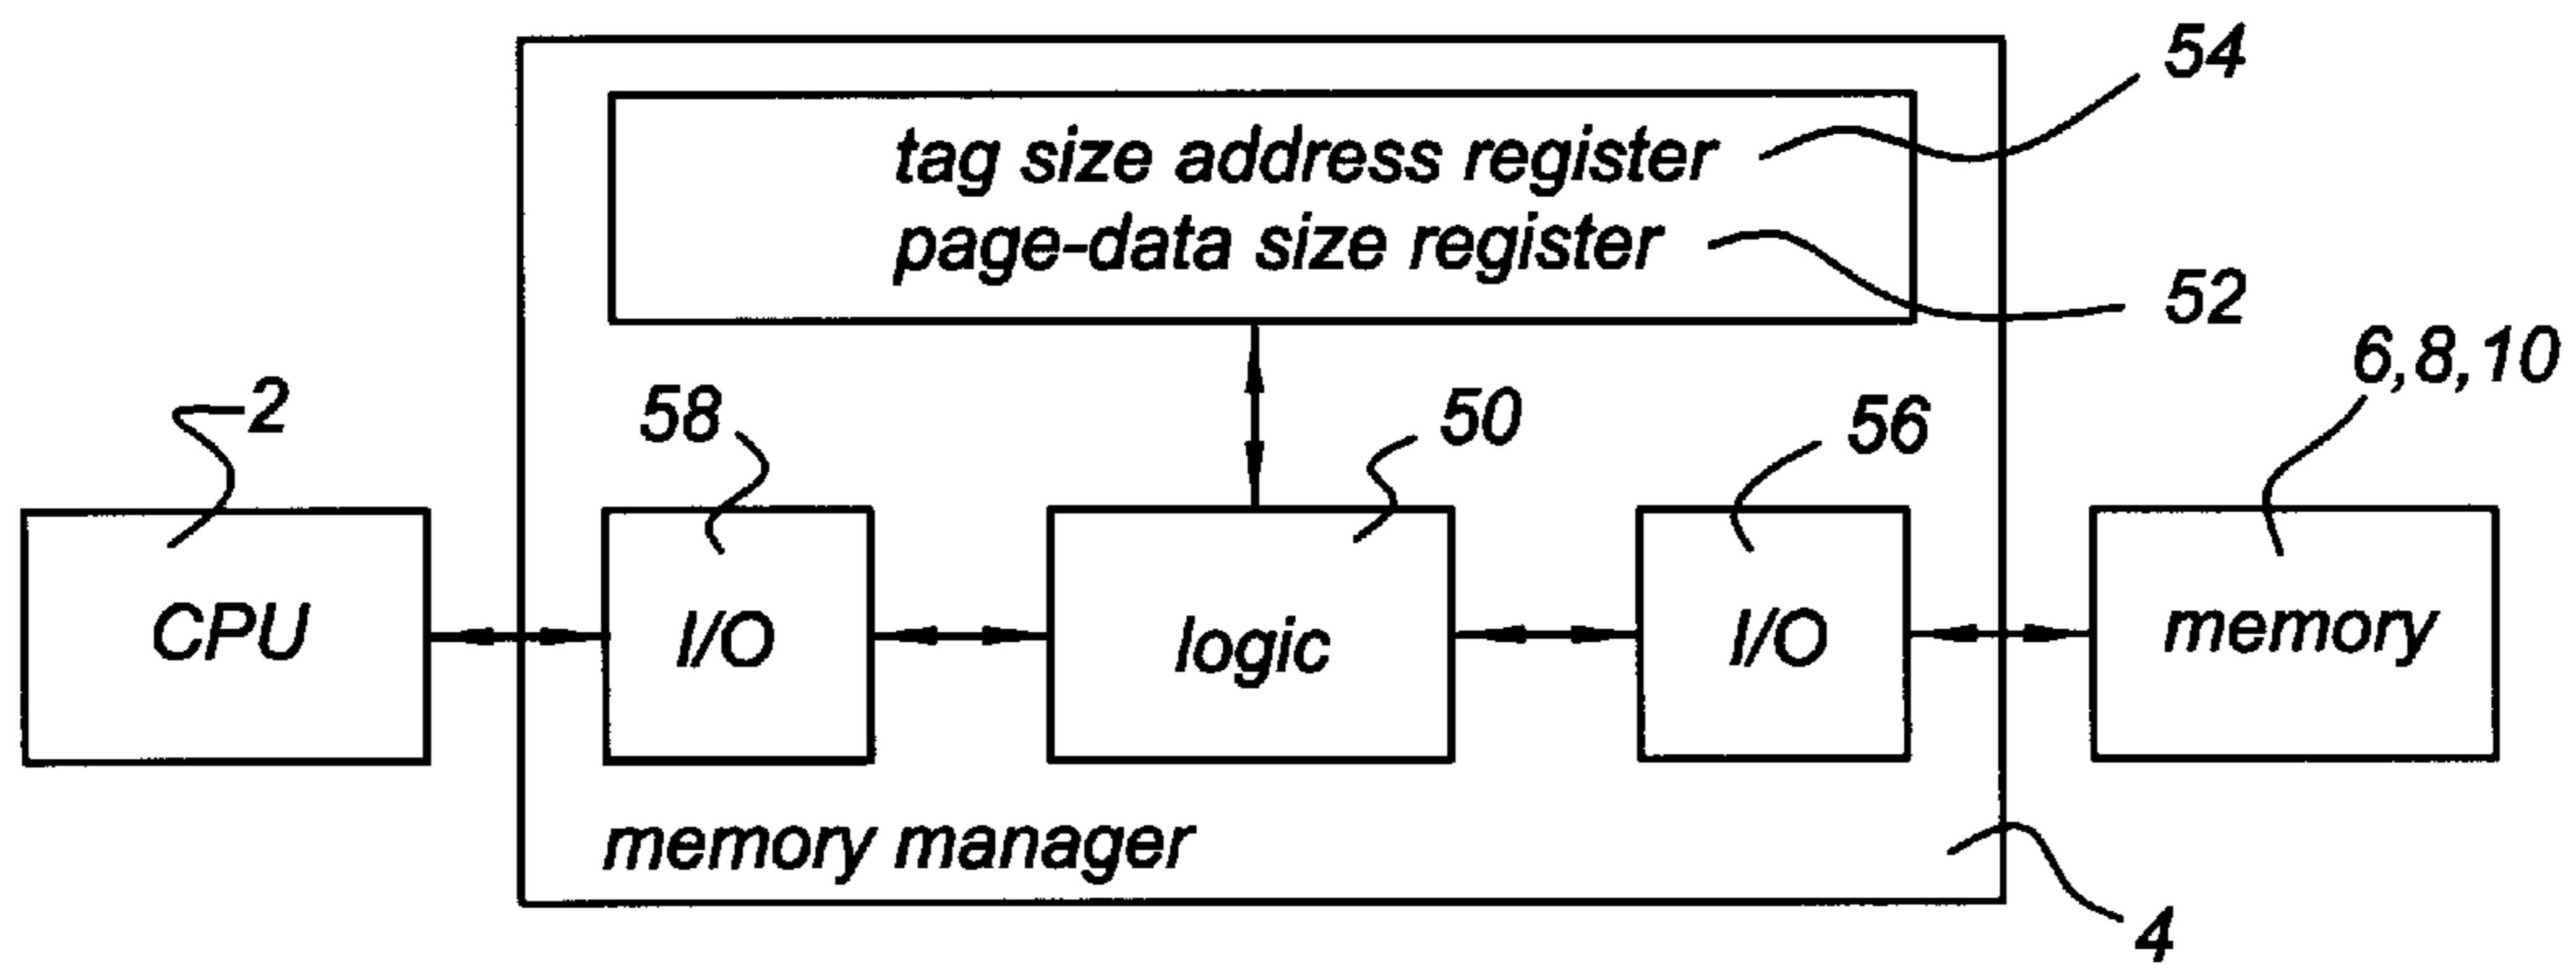 54
tag size address register
page-data size register
52
6,8,10
2
58
50
56
CPU
I/O
logic
I/O
memory
memory manager
4